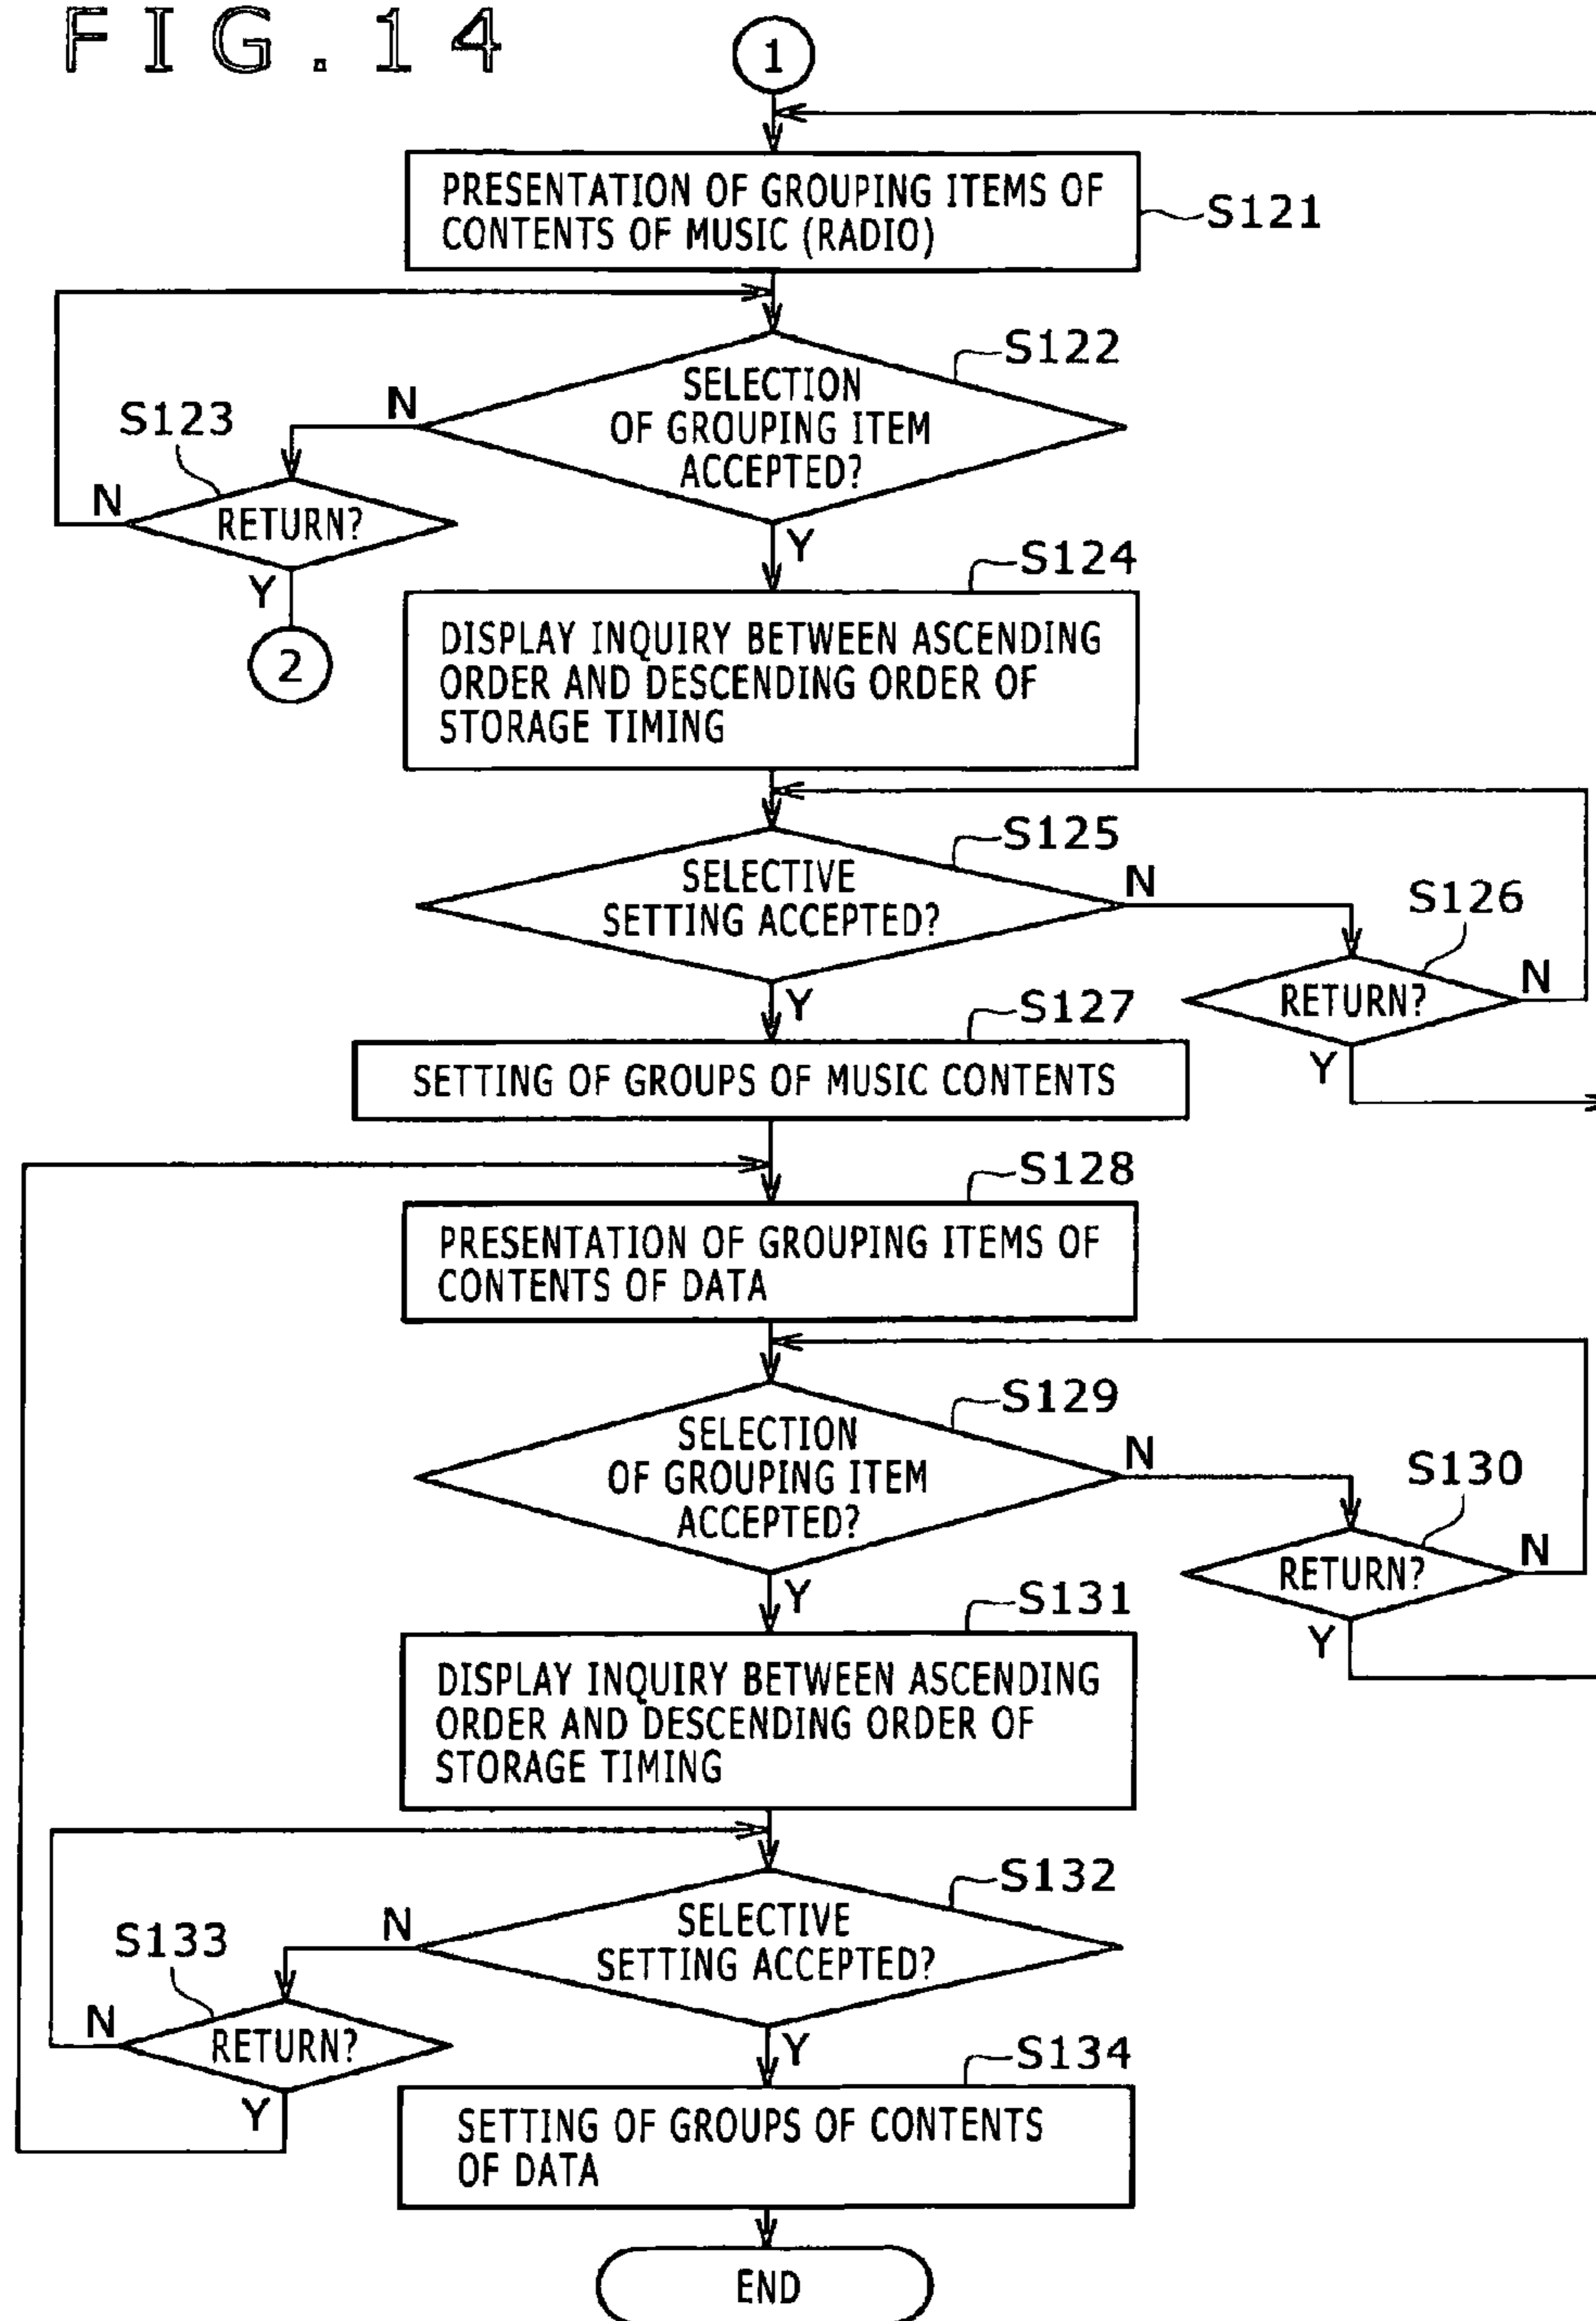 FIG.14
1
PRESENTATION OF GROUPING ITEMS OF
CONTENTS OF MUSIC (RADIO)
S121
S122
SELECTION
OF GROUPING ITEM
ACCEPTED?
N
S123
N
RETURN?
Y
2
Y
S124
DISPLAY INQUIRY BETWEEN ASCENDING
ORDER AND DESCENDING ORDER OF
STORAGE TIMING
S125
SELECTIVE
SETTING ACCEPTED?
N
S126
RETURN?
N
Y
Y
S127
SETTING OF GROUPS OF MUSIC CONTENTS
S128
PRESENTATION OF GROUPING ITEMS OF
CONTENTS OF DATA
S129
SELECTION
OF GROUPING ITEM
ACCEPTED?
N
S130
RETURN?
N
Y
Y
S131
DISPLAY INQUIRY BETWEEN ASCENDING
ORDER AND DESCENDING ORDER OF
STORAGE TIMING
S132
SELECTIVE
SETTING ACCEPTED?
N
S133
N
RETURN?
Y
Y
S134
SETTING OF GROUPS OF CONTENTS
OF DATA
END